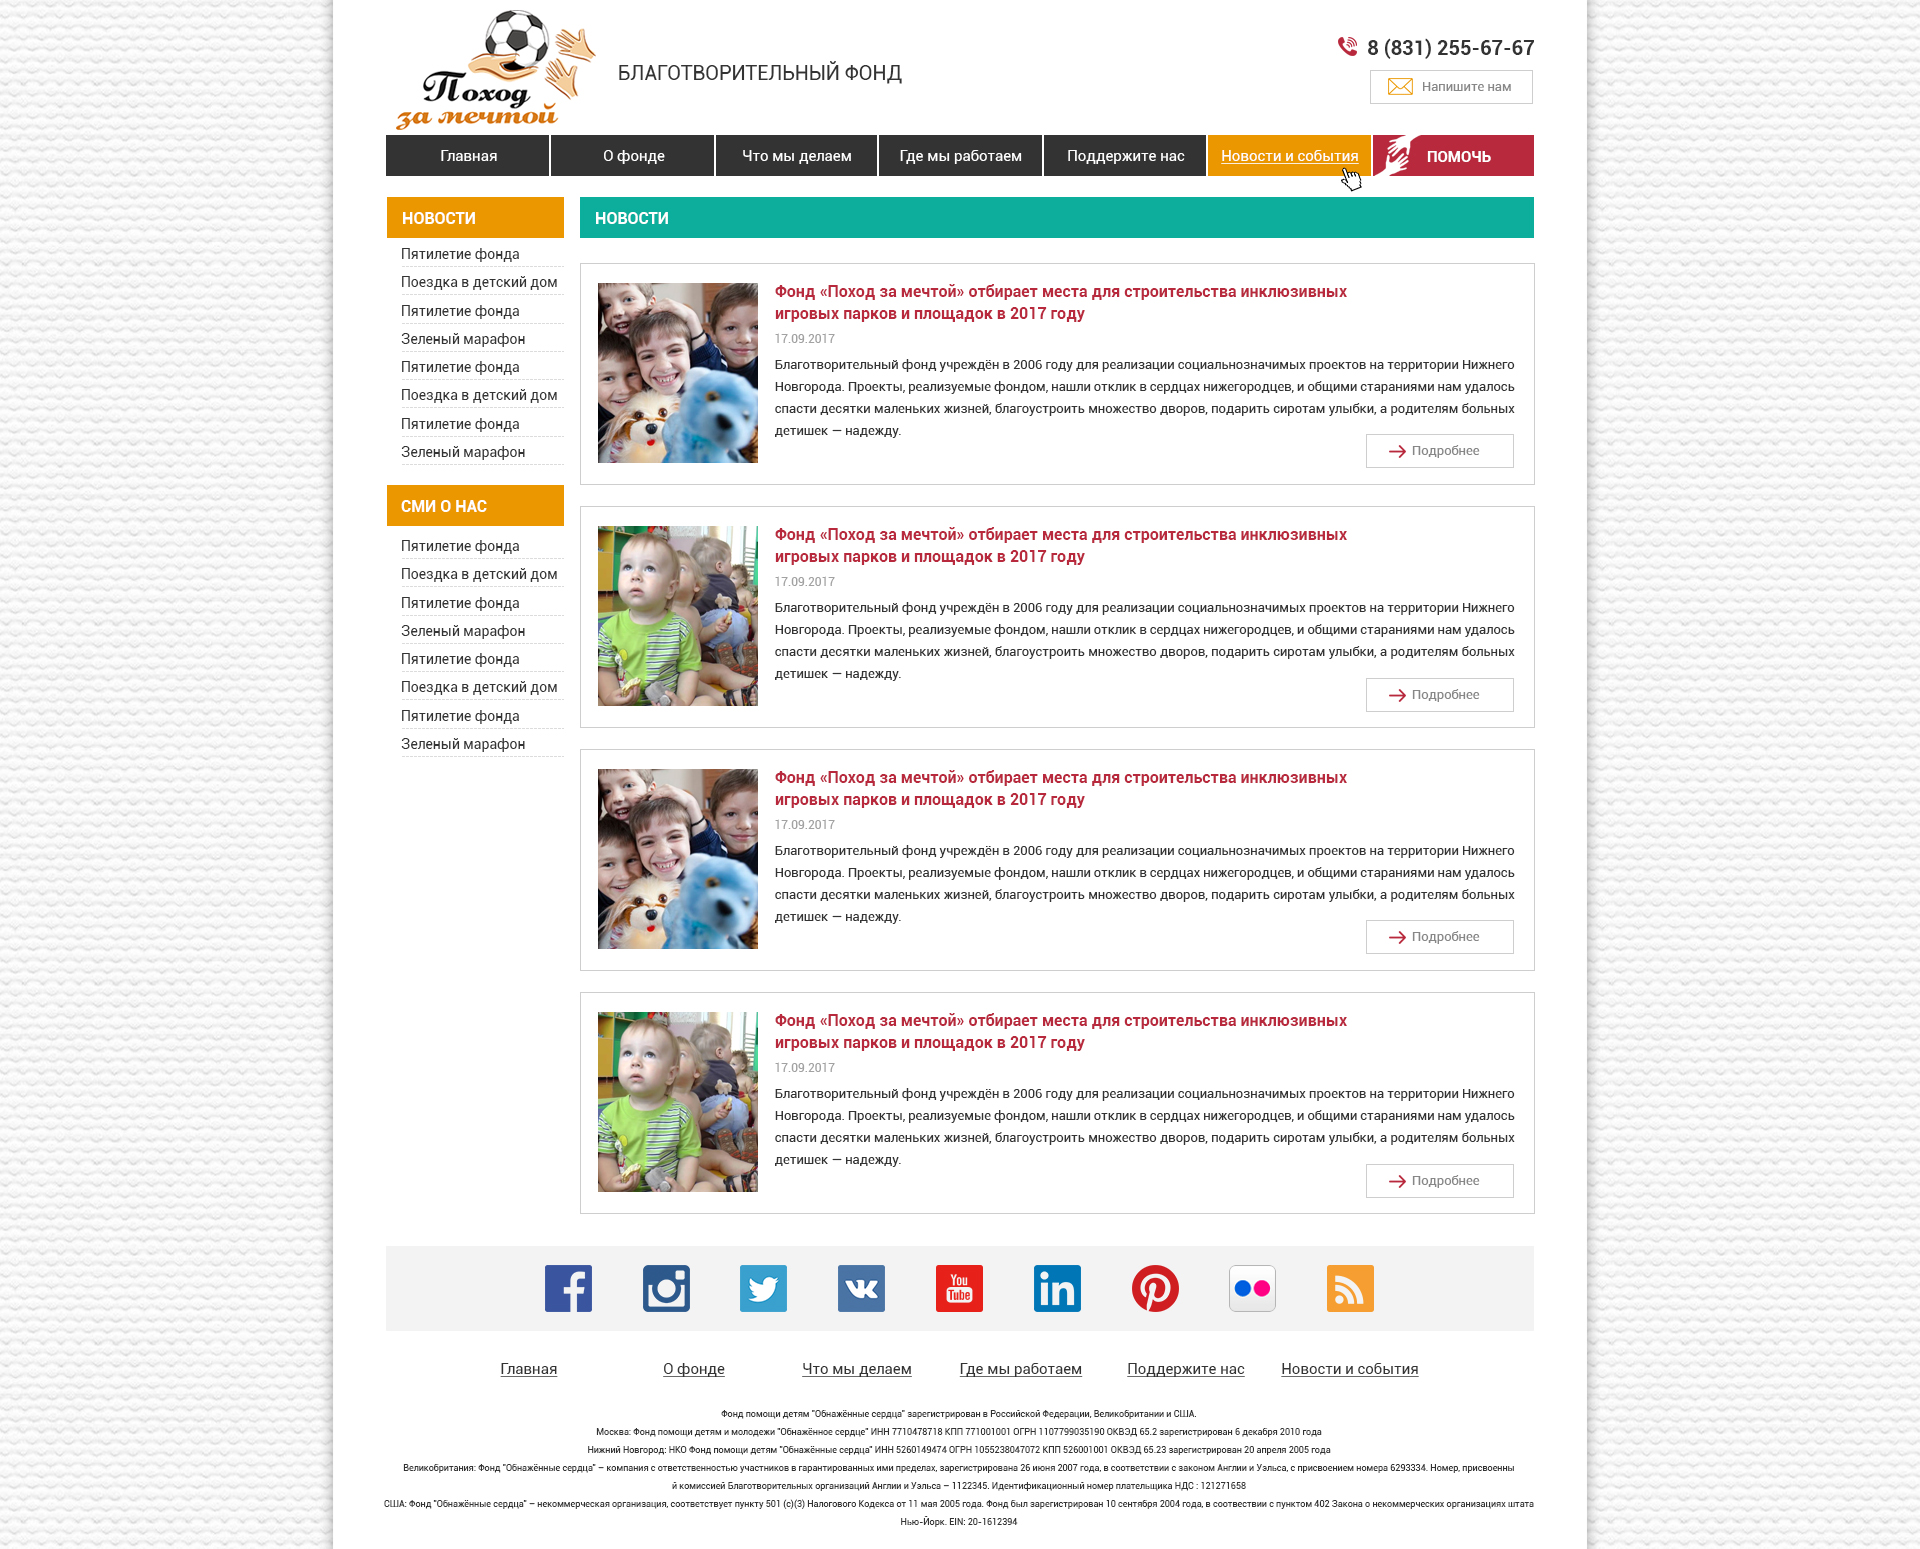 Поход
за мечтой
БЛАГОТВОРИТЕЛЬНЫЙ ФОНД
8 (831) 255-67-67
Напишите нам
Главная
О фонде
Что мы делаем
Где мы работаем
Поддержите нас
Новости и события
ПОМОЧЬ
НОВОСТИ
Пятилетие фонда
Поездка в детский дом
Пятилетие фонда
Зеленый марафон
Пятилетие фонда
Поездка в детский дом
Пятилетие фонда
Зеленый марафон
СМИ О НАС
Пятилетие фонда
Поездка в детский дом
Пятилетие фонда
Зеленый марафон
Пятилетие фонда
Поездка в детский дом
Пятилетие фонда
Зеленый марафон
НОВОСТИ
Фонд «Поход за мечтой» отбирает места для строительства инклюзивных
игровых парков и площадок в 2017 году
17.09.2017
Благотворительный фонд учреждён в 2006 году для реализации социальнозначимых проектов на территории Нижнего
Новгорода. Проекты, реализуемые фондом, нашли отклик в сердцах нижегородцев, и общими стараниями нам удалось
спасти десятки маленьких жизней, благоустроить множество дворов, подарить сиротам улыбки, а родителям больных
детишек — надежду.
Подробнее
Фонд «Поход за мечтой» отбирает места для строительства инклюзивных
игровых парков и площадок в 2017 году
17.09.2017
Благотворительный фонд учреждён в 2006 году для реализации социальнозначимых проектов на территории Нижнего
Новгорода. Проекты, реализуемые фондом, нашли отклик в сердцах нижегородцев, и общими стараниями нам удалось
спасти десятки маленьких жизней, благоустроить множество дворов, подарить сиротам улыбки, а родителям больных
детишек — надежду.
Подробнее
Фонд «Поход за мечтой» отбирает места для строительства инклюзивных
игровых парков и площадок в 2017 году
17.09.2017
Благотворительный фонд учреждён в 2006 году для реализации социальнозначимых проектов на территории Нижнего
Новгорода. Проекты, реализуемые фондом, нашли отклик в сердцах нижегородцев, и общими стараниями нам удалось
спасти десятки маленьких жизней, благоустроить множество дворов, подарить сиротам улыбки, а родителям больных
детишек — надежду.
Подробнее
Фонд «Поход за мечтой» отбирает места для строительства инклюзивных
игровых парков и площадок в 2017 году
17.09.2017
Благотворительный фонд учреждён в 2006 году для реализации социальнозначимых проектов на территории Нижнего
Новгорода. Проекты, реализуемые фондом, нашли отклик в сердцах нижегородцев, и общими стараниями нам удалось
спасти десятки маленьких жизней, благоустроить множество дворов, подарить сиротам улыбки, а родителям больных
детишек — надежду.
Подробнее
You
Tube
in
Главная
О фонде
Что мы делаем
Где мы работаем
Поддержите нас
Новости и события
Фонд помощи детям "Обнажённые сердца" зарегистрирован в Российской Федерации, Великобритании и США.
Москва: Фонд помощи детям и молодежи "Обнажённое сердце" ИНН 7710478718 КПП 771001001 ОГРН 1107799035190 ОКВЭД 65.2 зарегистрирован 6 декабря 2010 года
Нижний Новгород: НКО Фонд помощи детям "Обнажённые сердца" ИНН 5260149474 ОГРН 1055238047072 КПП 526001001 ОКВЭД 65.23 зарегистрирован 20 апреля 2005 года
Великобритания: Фонд "Обнажённые сердца" – компания с ответственностью участников в гарантированных ими пределах, зарегистрирована 26 июня 2007 года, в соответствии с законом Англии и Уэльса, с присвоением номера 6293334. Номер, присвоенны
й комиссией Благотворительных организаций Англии и Уэльса – 1122345. Идентификационный номер плательщика НДС : 121271658
США: Фонд "Обнажённые сердца" – некоммерческая организация, соответствует пункту 501 (с)(3) Налогового Кодекса от 11 мая 2005 года. Фонд был зарегистрирован 10 сентября 2004 года, в соотвествии с пунктом 402 Закона о некоммерческих организациях штата
Нью-Йорк. EIN: 20-1612394